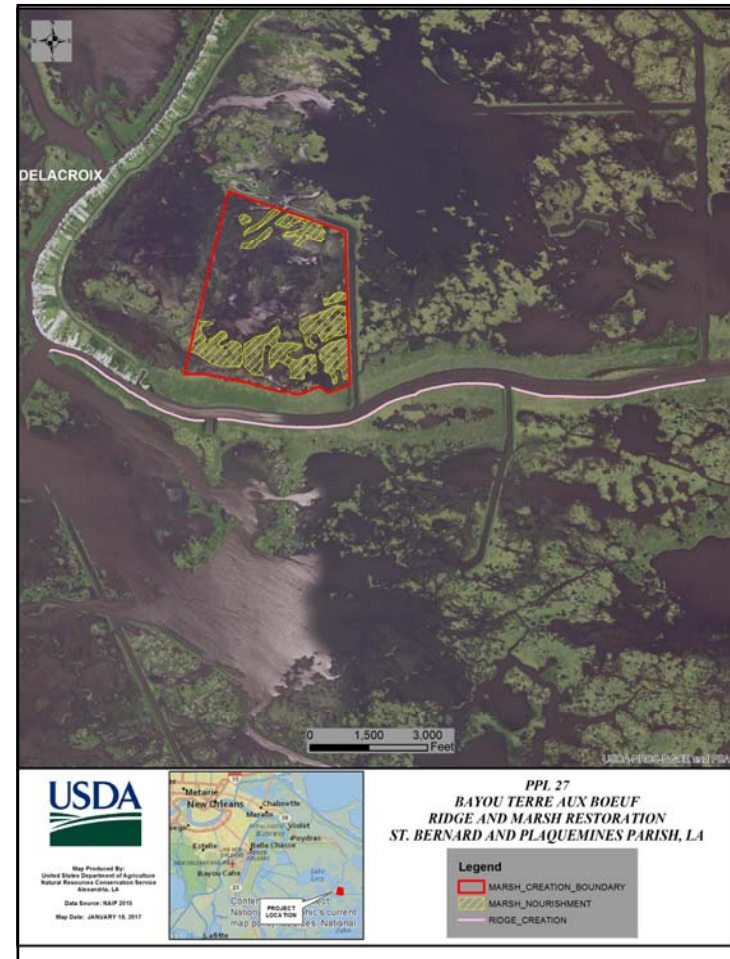 DELACROIX
0 1,500 3,000
Feet
USDA
Map Produced By:
United States Department of Agriculture
Natural Resources Conservation Service
Alexandria, LA
Data Source: NAIP 2015
Map Date: JANUARY 18, 2017
Metairie
New Orleans
Chalmette
Meraux
Violet
Estelle
Belle Chasse
Poydras
Bayou Cane
Lake
Lery
PROJECT
LOCATION
Lafitte
PPL 27
BAYOU TERRE AUX BOEUF
RIDGE AND MARSH RESTORATION
ST. BERNARD AND PLAQUEMINES PARISH, LA
Legend
MARSH_CREATION_BOUNDARY
MARSH_NOURISHMENT
RIDGE_CREATION